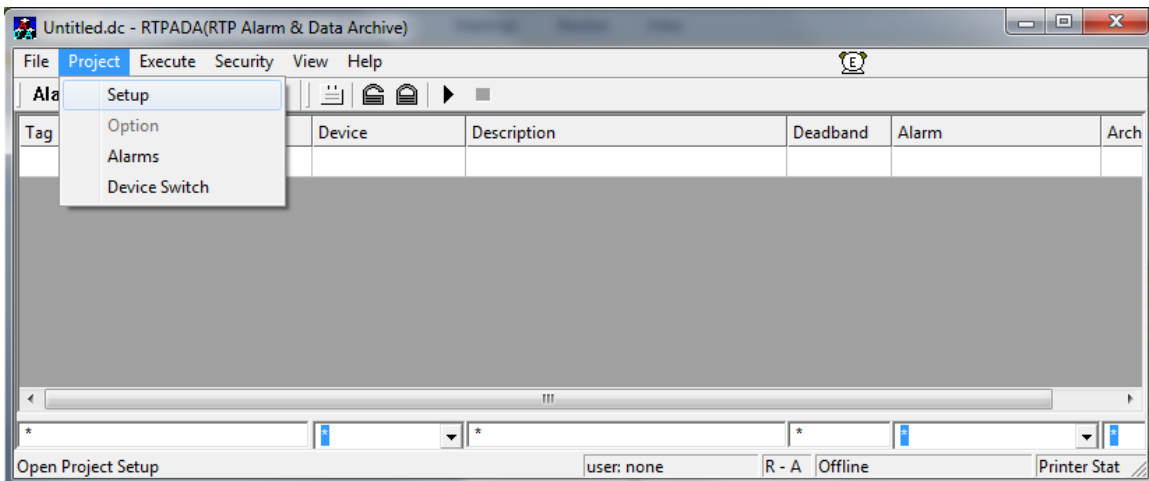 Untitled.dc - RTPADA(RTP Alarm & Data Archive)
File Project Execute Security View Help E
Ala
Setup
Option
Alarms
Device Switch
Tag Device Description Deadband Alarm Arch
* * * * * *
Open Project Setup user: none R - A Offline Printer Stat